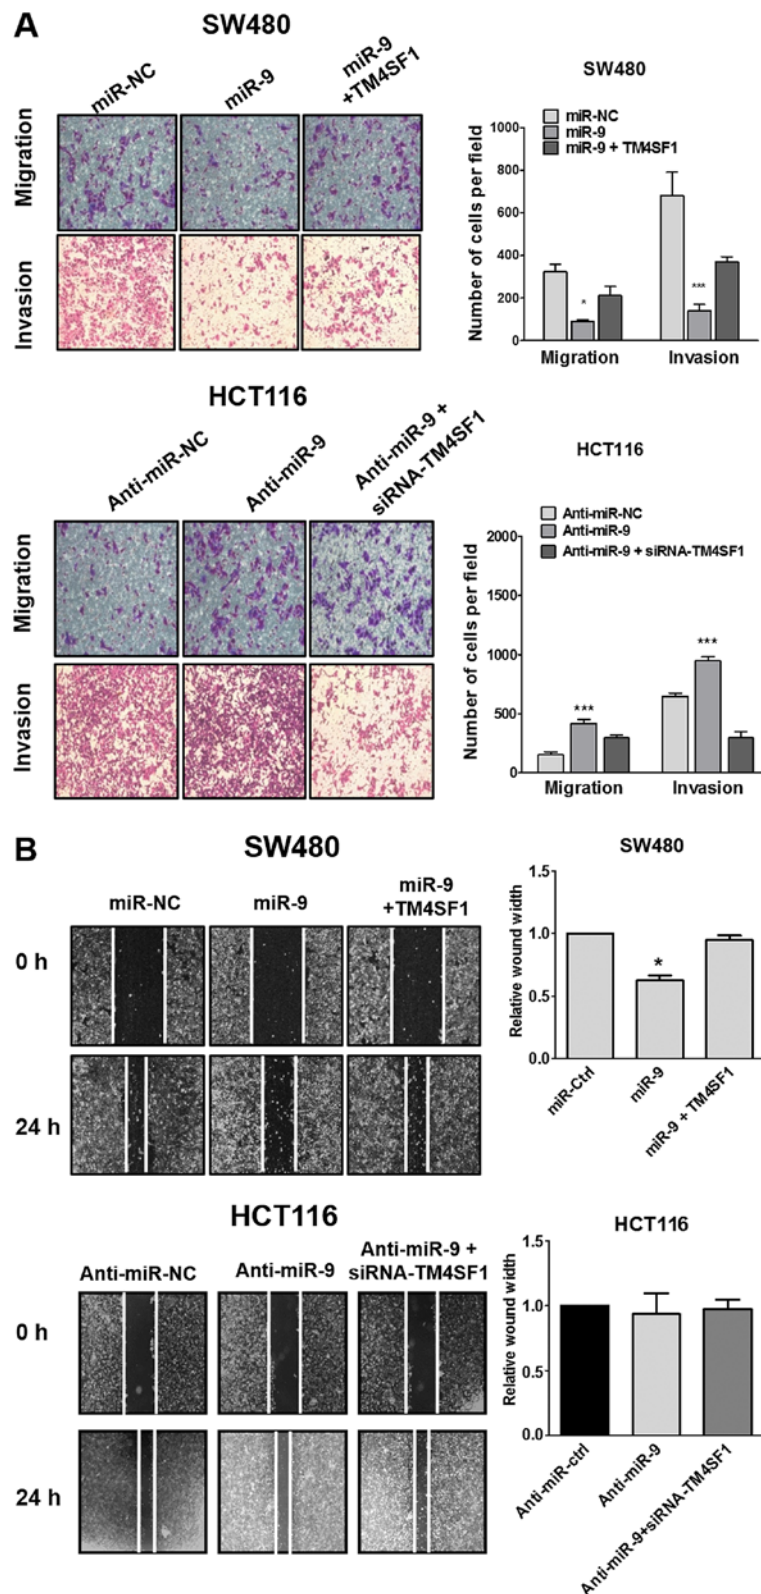 A
SW480
miR-NC
miR-9
miR-9
+TM4SF1
Migration
Invasion
SW480
miR-NC
miR-9
miR-9 + TM4SF1
Number of cells per field
1000
800
600
400
200
0
*
***
Migration
Invasion
HCT116
Anti-miR-NC
Anti-miR-9
Anti-miR-9 +
siRNA-TM4SF1
Migration
Invasion
HCT116
Anti-miR-NC
Anti-miR-9
Anti-miR-9 + siRNA-TM4SF1
Number of cells per field
2000
1500
1000
500
0
***
***
Migration
Invasion
B
SW480
miR-NC
miR-9
miR-9
+TM4SF1
0 h
24 h
SW480
Relative wound width
1.5
1.0
0.5
0.0
*
miR-Ctrl
miR-9
miR-9 + TM4SF1
HCT116
Anti-miR-NC
Anti-miR-9
Anti-miR-9 +
siRNA-TM4SF1
0 h
24 h
HCT116
Relative wound width
1.5
1.0
0.5
0.0
Anti-miR-ctrl
Anti-miR-9
Anti-miR-9+siRNA-TM4SF1